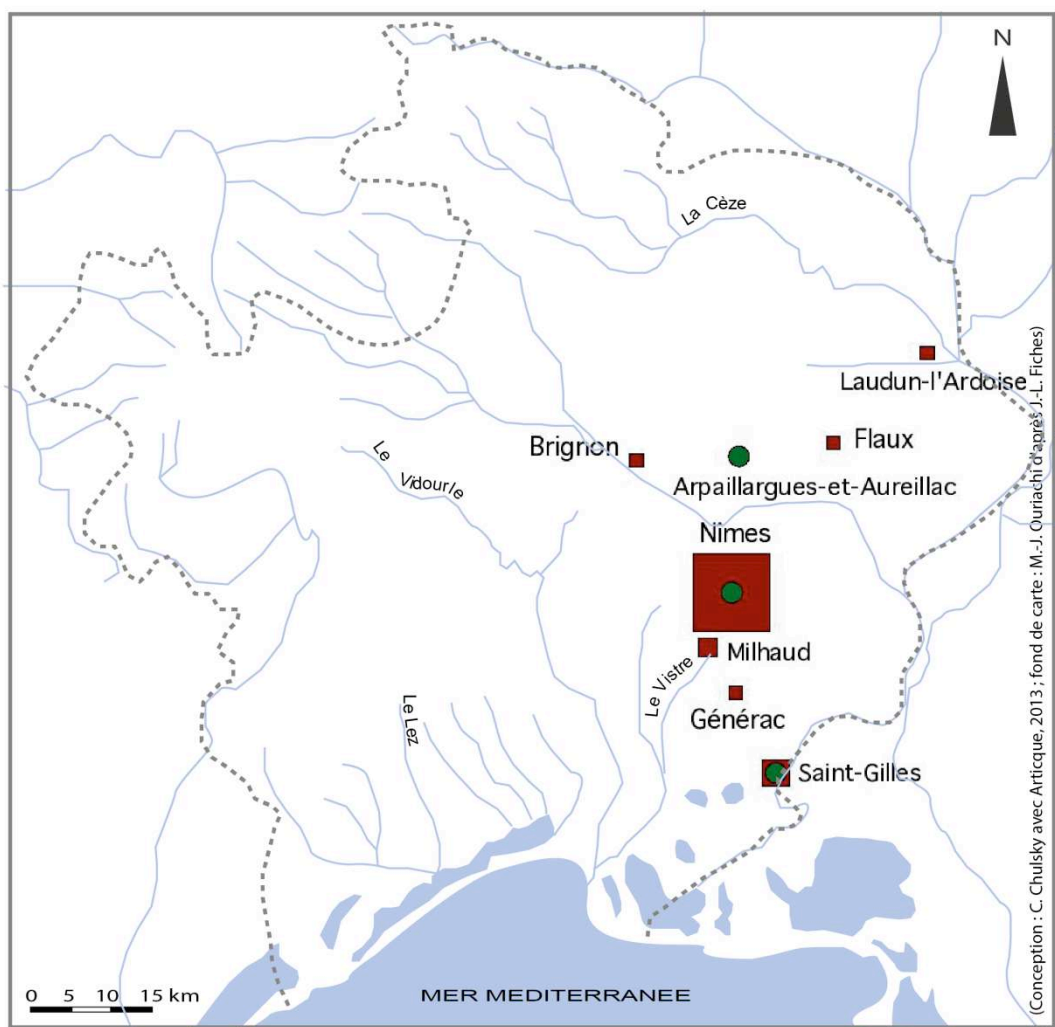 N
La Cèze
Laudun-l'Ardoise
Flaux
Brignon
Arpaillargues-et-Aureillac
Le Vidourle
Nîmes
Milhaud
Le Vistre
Générac
Le Lez
Saint-Gilles
0 5 10 15 km
MER MEDITERRANEE
(Conception : C. Chulsky avec Articque, 2013 ; fond de carte : M.-J. Ouriachi d'après J.-L. Fiches)